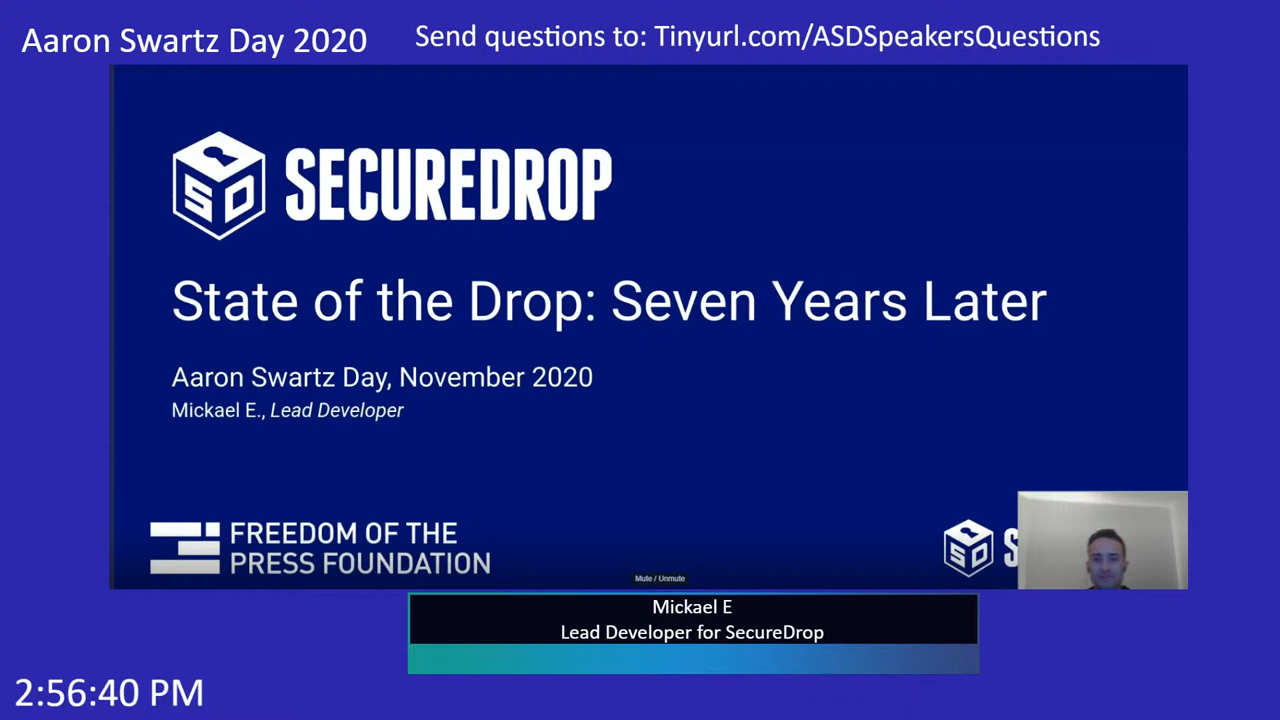 Aaron Swartz Day 2020
Send questions to: Tinyurl.com/ASDSpeakersQuestions
SD SECUREDROP
State of the Drop: Seven Years Later
Aaron Swartz Day, November 2020
Mickael E., Lead Developer
FREEDOM OF THE
PRESS FOUNDATION
SD S
Mute / Unmute
Mickael E
Lead Developer for SecureDrop
2:56:40 PM